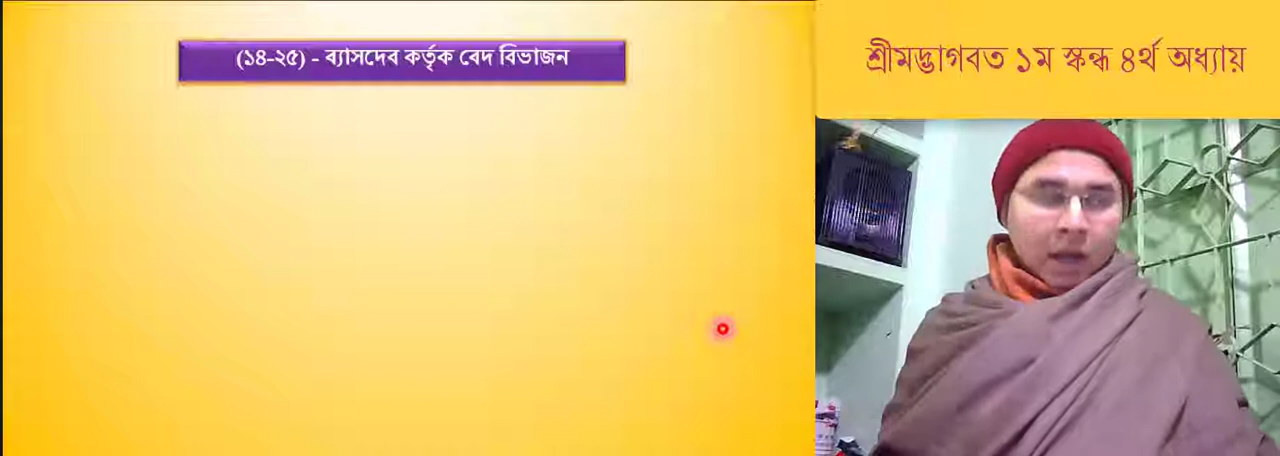 (১৪-২৫) - ব্যাসদেব কর্তৃক বেদ বিভাজন
শ্রীমদ্ভাগবত ১ম স্কন্ধ ৪র্থ অধ্যায়